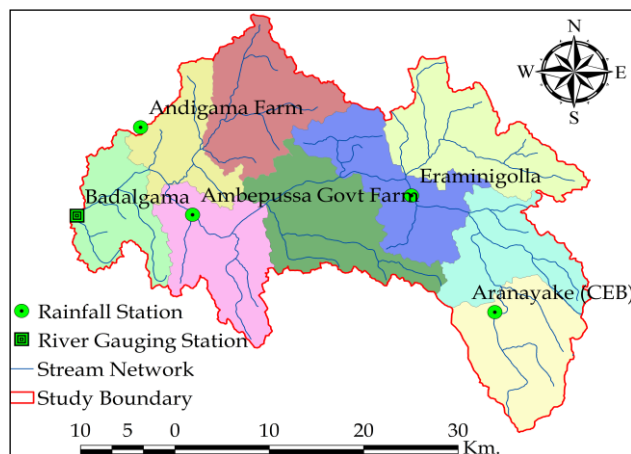 N
W E
S
Andigama Farm
Eraminigolla
Badalgama
Ambepussa Govt Farm
Aranayake (CEB)
Rainfall Station
River Gauging Station
Stream Network
Study Boundary
10 0 10 20 30
Km.